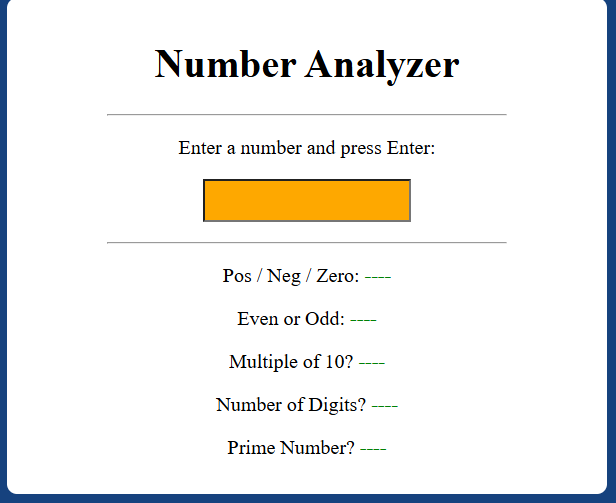 Number Analyzer
Enter a number and press Enter:
Pos / Neg / Zero: ----
Even or Odd: ----
Multiple of 10? ----
Number of Digits? ----
Prime Number? ----